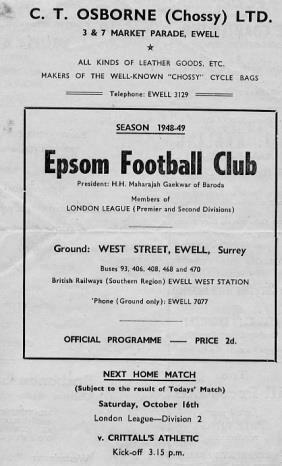 C. T. OSBORNE (Chossy) LTD.
3 & 7 MARKET PARADE, EWELL
★
ALL KINDS OF LEATHER GOODS, ETC.
MAKERS OF THE WELL-KNOWN "CHOSSY" CYCLE BAGS
Telephone: EWELL 3129
SEASON 1948-49
Epsom Football Club
President: H.H. Maharajah Gaekwar of Baroda
Members of
LONDON LEAGUE (Premier and Second Divisions)
Ground: WEST STREET, EWELL, Surrey
Buses 93, 406, 408, 468 and 470
British Railways (Southern Region) EWELL WEST STATION
'Phone (Ground only): EWELL 7077
OFFICIAL PROGRAMME — PRICE 2d.
NEXT HOME MATCH
(Subject to the result of Todays' Match)
Saturday, October 16th
London League—Division 2
v. CRITTALL'S ATHLETIC
Kick-off 3.15 p.m.